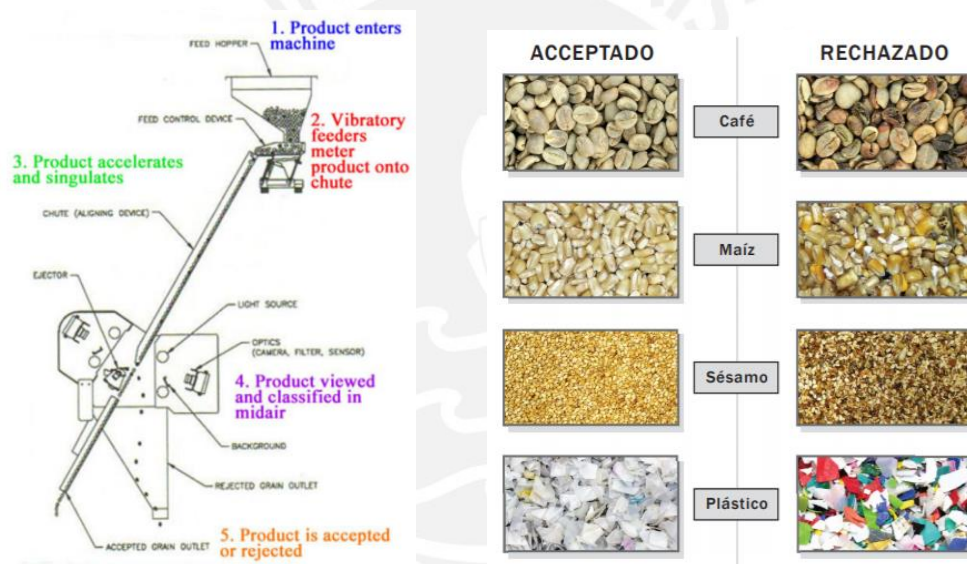 1. Product enters
machine
FEED HOPPER
FEED CONTROL DEVICE
2. Vibratory
feeders
meter
product onto
chute
3. Product accelerates
and singulates
CHUTE (ALIGNING DEVICE)
EJECTOR
LIGHT SOURCE
OPTICS
(CAMERA, FILTER, SENSOR)
4. Product viewed
and classified in
midair
BACKGROUND
REJECTED GRAIN OUTLET
5. Product is accepted
or rejected
ACCEPTED GRAIN OUTLET
ACCEPTADO
RECHAZADO
Café
Maíz
Sésamo
Plástico